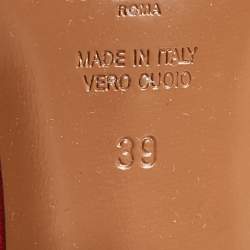 ROMA
MADE IN ITALY
VERO CUOIO
39